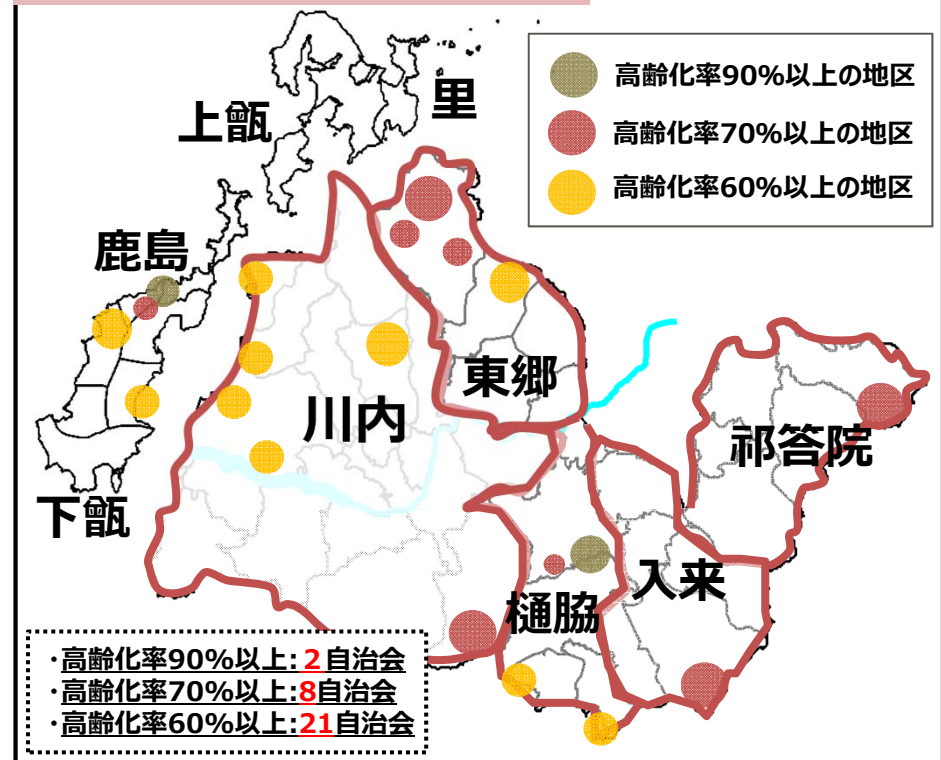 高齢化率90%以上の地区
高齢化率70%以上の地区
高齢化率60%以上の地区
里
上甑
鹿島
下甑
川内
東郷
祁答院
入来
樋脇
・高齢化率90%以上:2自治会
・高齢化率70%以上:8自治会
・高齢化率60%以上:21自治会